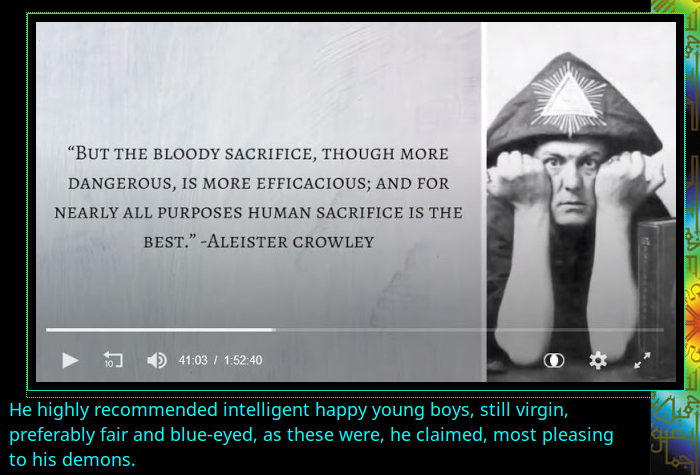 “But the bloody sacrifice, though more
dangerous, is more efficacious; and for
nearly all purposes human sacrifice is the
best.” -Aleister Crowley
10
41:03 / 1:52:40
He highly recommended intelligent happy young boys, still virgin,
preferably fair and blue-eyed, as these were, he claimed, most pleasing
to his demons.